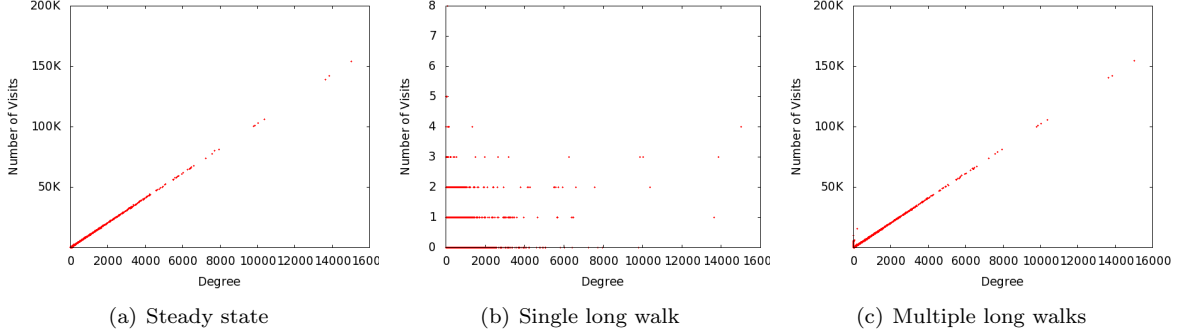 200K
150K
100K
50K
0
Number of Visits
0 2000 4000 6000 8000 10000 12000 14000 1600
Degree
(a) Steady state
8
7
6
5
4
3
2
1
0
Number of Visits
0 2000 4000 6000 8000 10000 12000 14000 1600
Degree
(b) Single long walk
200K
150K
100K
50K
0
Number of Visits
0 2000 4000 6000 8000 10000 12000 14000 1600
Degree
(c) Multiple long walks